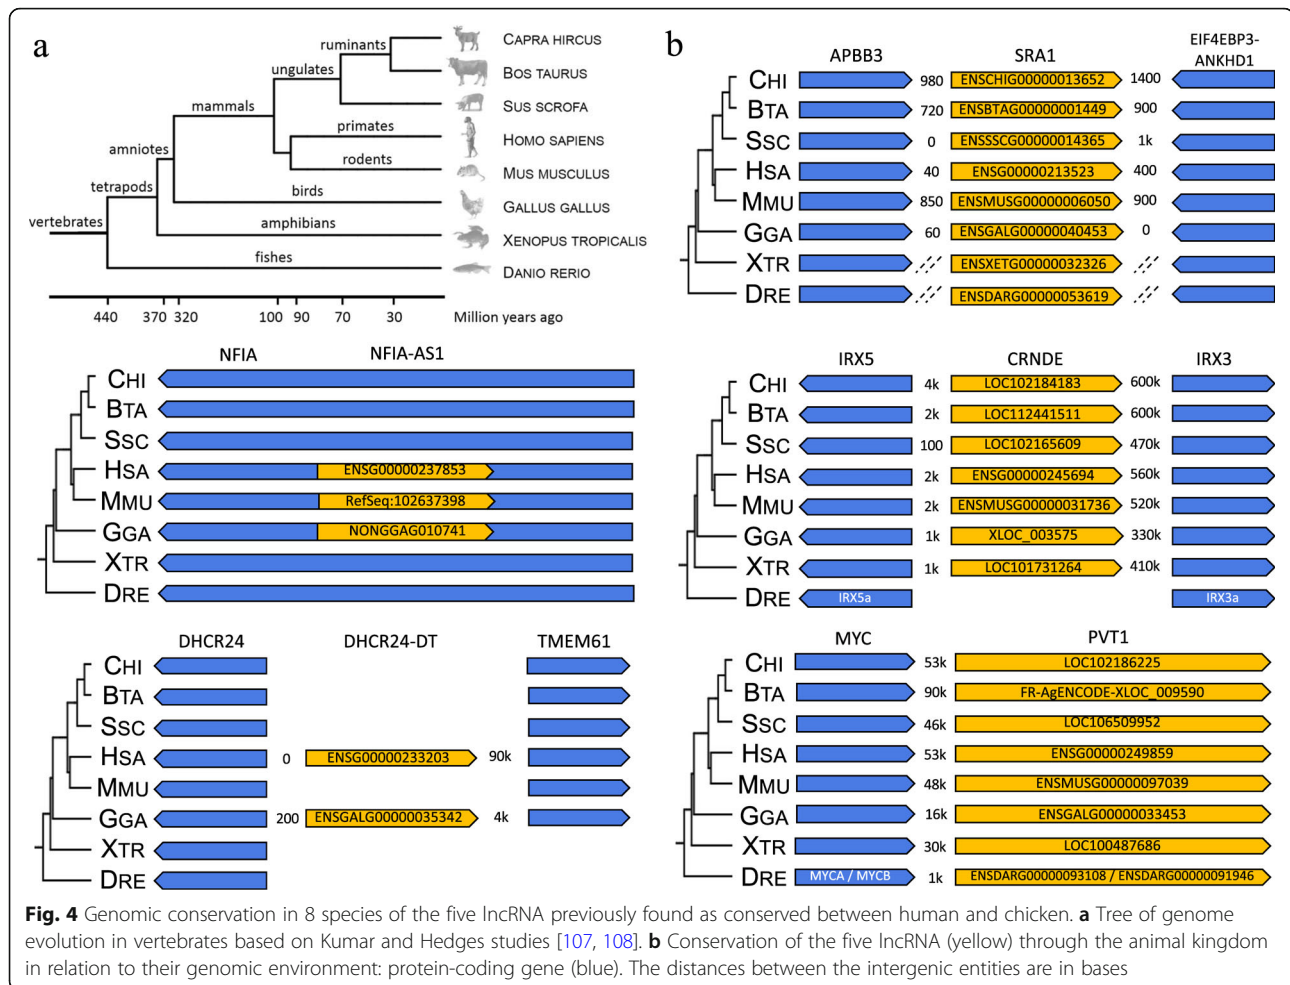 a
ruminants
CAPRA HIRCUS
ungulates
BOS TAURUS
mammals
SUS SCROFA
primates
HOMO SAPIENS
amniotes
rodents
MUS MUSCULUS
tetrapods
birds
GALLUS GALLUS
vertebrates
amphibians
XENOPUS TROPICALIS
fishes
DANIO RERIO
440 370 320 100 90 70 30 Million years ago
b
APBB3 SRA1 EIF4EBP3-
ANKHD1
CHI 980 ENSCHIG00000013652 1400
BTA 720 ENSBTAG00000001449 900
SSC 0 ENSSSCG00000014365 1k
HSA 40 ENSG00000213523 400
MMU 850 ENSMUSG00000006050 900
GGA 60 ENSGALG00000040453 0
XTR ENSXETG00000032326
DRE ENSDARG00000053619
NFIA NFIA-AS1
CHI
BTA
SSC
HSA ENSG00000237853
MMU RefSeq:102637398
GGA NONGGAG010741
XTR
DRE
IRX5 CRNDE IRX3
CHI 4k LOC102184183 600k
BTA 2k LOC112441511 600k
SSC 100 LOC102165609 470k
HSA 2k ENSG00000245694 560k
MMU 2k ENSMUSG00000031736 520k
GGA 1k XLOC_003575 330k
XTR 1k LOC101731264 410k
DRE IRX5a IRX3a
DHCR24 DHCR24-DT TMEM61
CHI
BTA
SSC
HSA 0 ENSG00000233203 90k
MMU
GGA 200 ENSGALG00000035342 4k
XTR
DRE
MYC PVT1
CHI 53k LOC102186225
BTA 90k FR-AgENCODE-XLOC_009590
SSC 46k LOC106509952
HSA 53k ENSG00000249859
MMU 48k ENSMUSG00000097039
GGA 16k ENSGALG00000033453
XTR 30k LOC100487686
DRE MYCA / MYCB 1k ENSDARG00000093108 / ENSDARG00000091946
Fig. 4 Genomic conservation in 8 species of the five lncRNA previously found as conserved between human and chicken. a Tree of genome
evolution in vertebrates based on Kumar and Hedges studies [107, 108]. b Conservation of the five lncRNA (yellow) through the animal kingdom
in relation to their genomic environment: protein-coding gene (blue). The distances between the intergenic entities are in bases